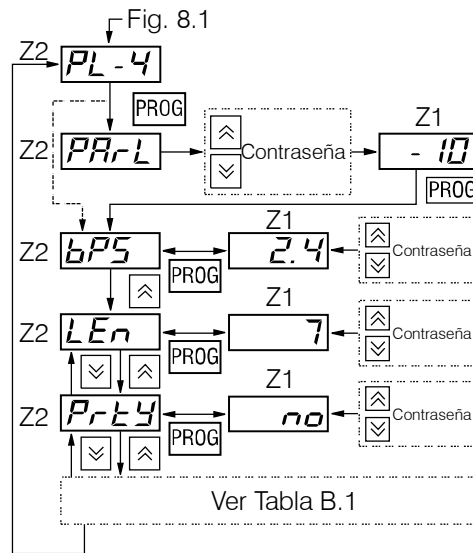 Fig. 8.1
Z2 PL-4
PROG
Z1
Z2 PArL Contraseña -10
PROG
Z1
Z2 bPS 2.4 Contraseña
PROG
Z1
Z2 LEn 7 Contraseña
PROG
Z1
Z2 PrtY no Contraseña
PROG
Ver Tabla B.1